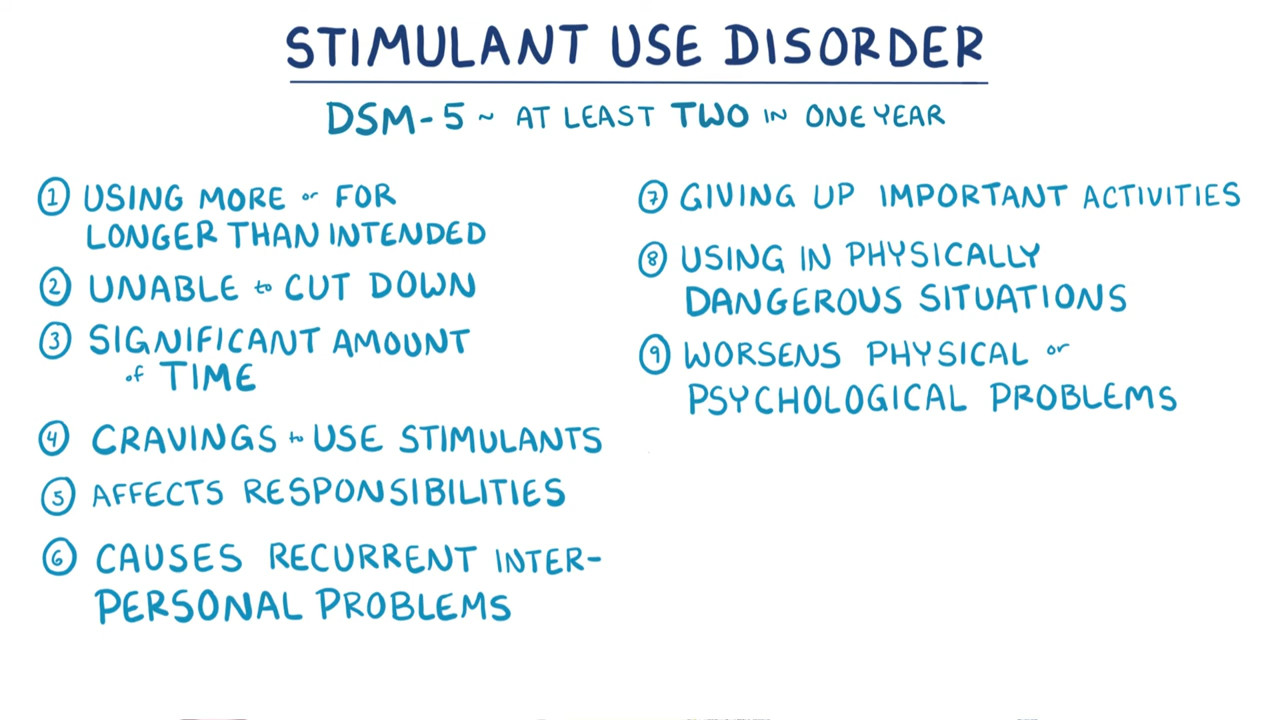 STIMULANT USE DISORDER
DSM-5 ~ AT LEAST TWO IN ONE YEAR
① USING MORE or FOR
LONGER THAN INTENDED
② UNABLE to CUT DOWN
③ SIGNIFICANT AMOUNT
of TIME
④ CRAVINGS to USE STIMULANTS
⑤ AFFECTS RESPONSIBILITIES
⑥ CAUSES RECURRENT INTER-
PERSONAL PROBLEMS
⑦ GIVING UP IMPORTANT ACTIVITIES
⑧ USING IN PHYSICALLY
DANGEROUS SITUATIONS
⑨ WORSENS PHYSICAL or
PSYCHOLOGICAL PROBLEMS